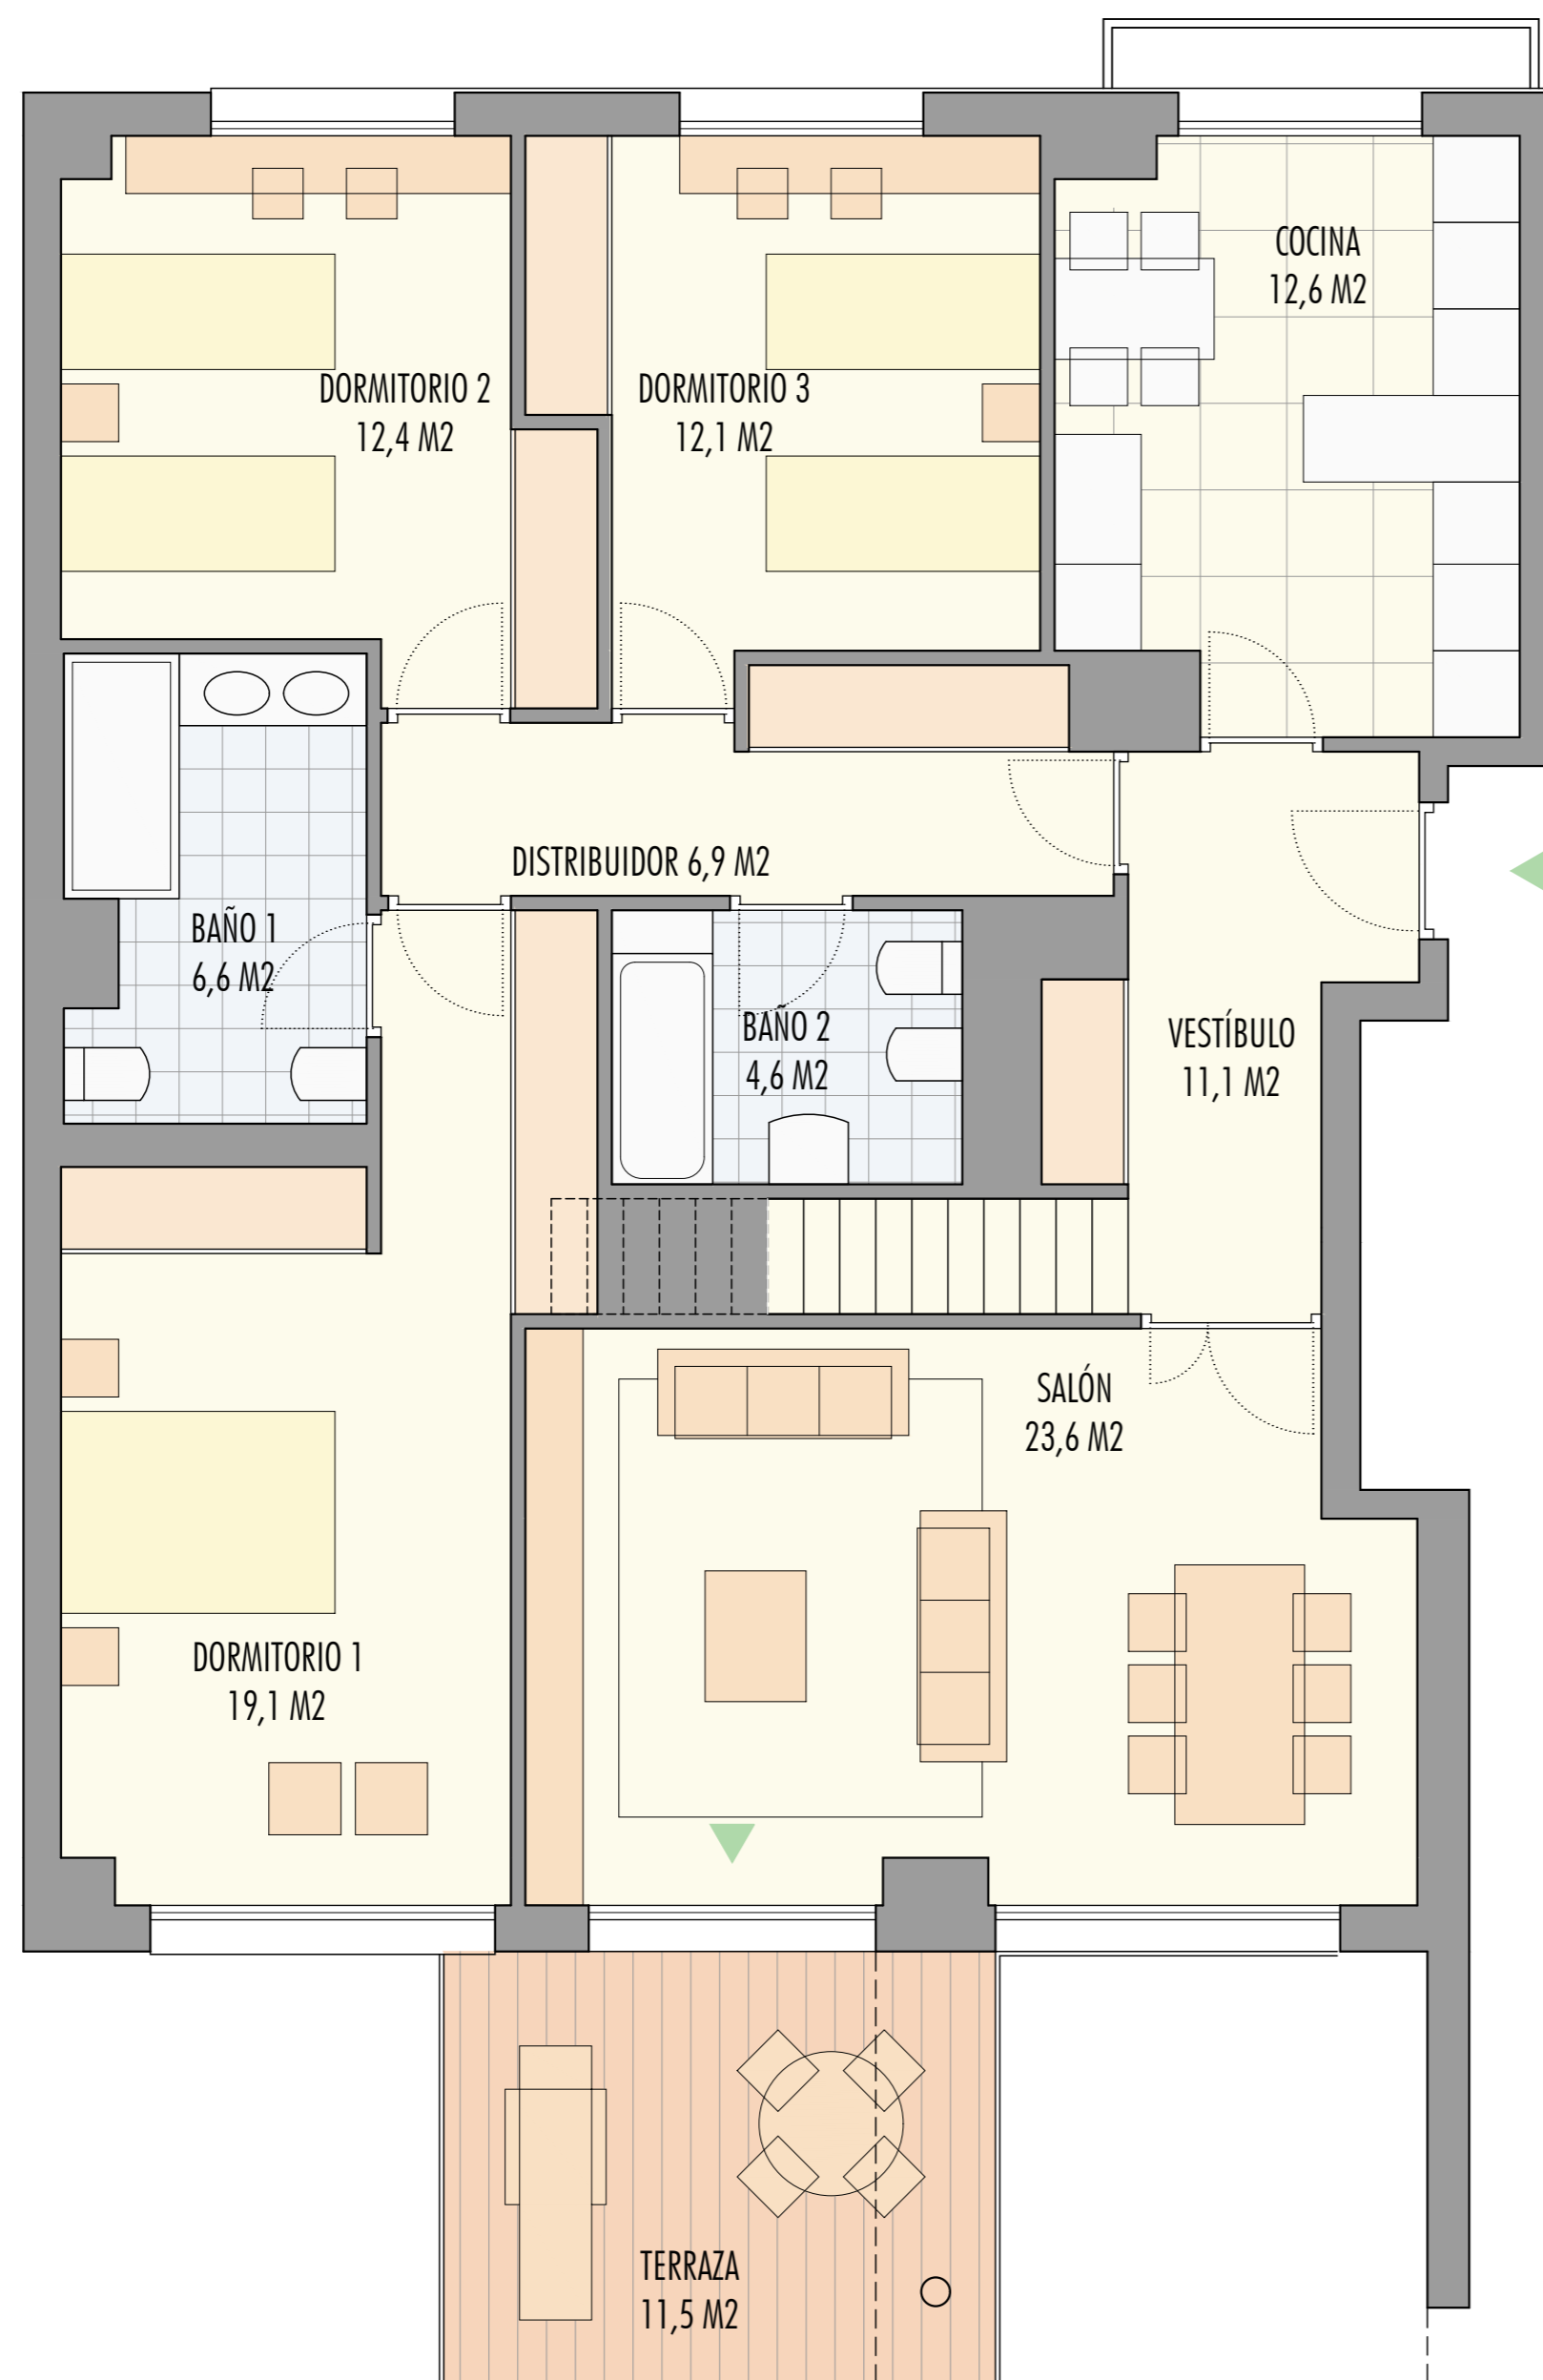 COCINA
12,6 M2
DORMITORIO 2
12,4 M2
DORMITORIO 3
12,1 M2
DISTRIBUIDOR 6,9 M2
BAÑO 1
6,6 M2
BAÑO 2
4,6 M2
VESTÍBULO
11,1 M2
SALÓN
23,6 M2
DORMITORIO 1
19,1 M2
TERRAZA
11,5 M2